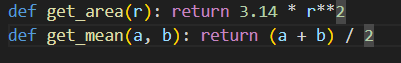 def get_area(r): return 3.14 * r**2
def get_mean(a, b): return (a + b) / 2